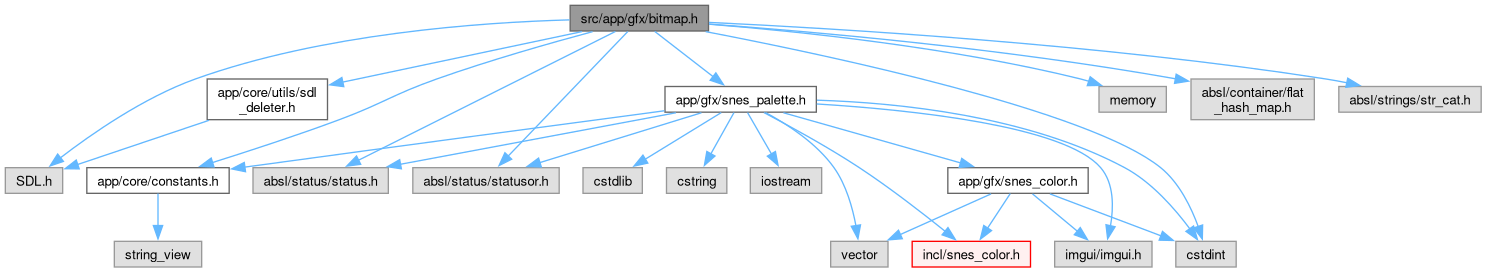 src/app/gfx/bitmap.h
app/core/utils/sdl
_deleter.h
app/gfx/snes_palette.h
memory
absl/container/flat
_hash_map.h
absl/strings/str_cat.h
SDL.h
app/core/constants.h
absl/status/status.h
absl/status/statusor.h
cstdlib
cstring
iostream
app/gfx/snes_color.h
string_view
vector
incl/snes_color.h
imgui/imgui.h
cstdint